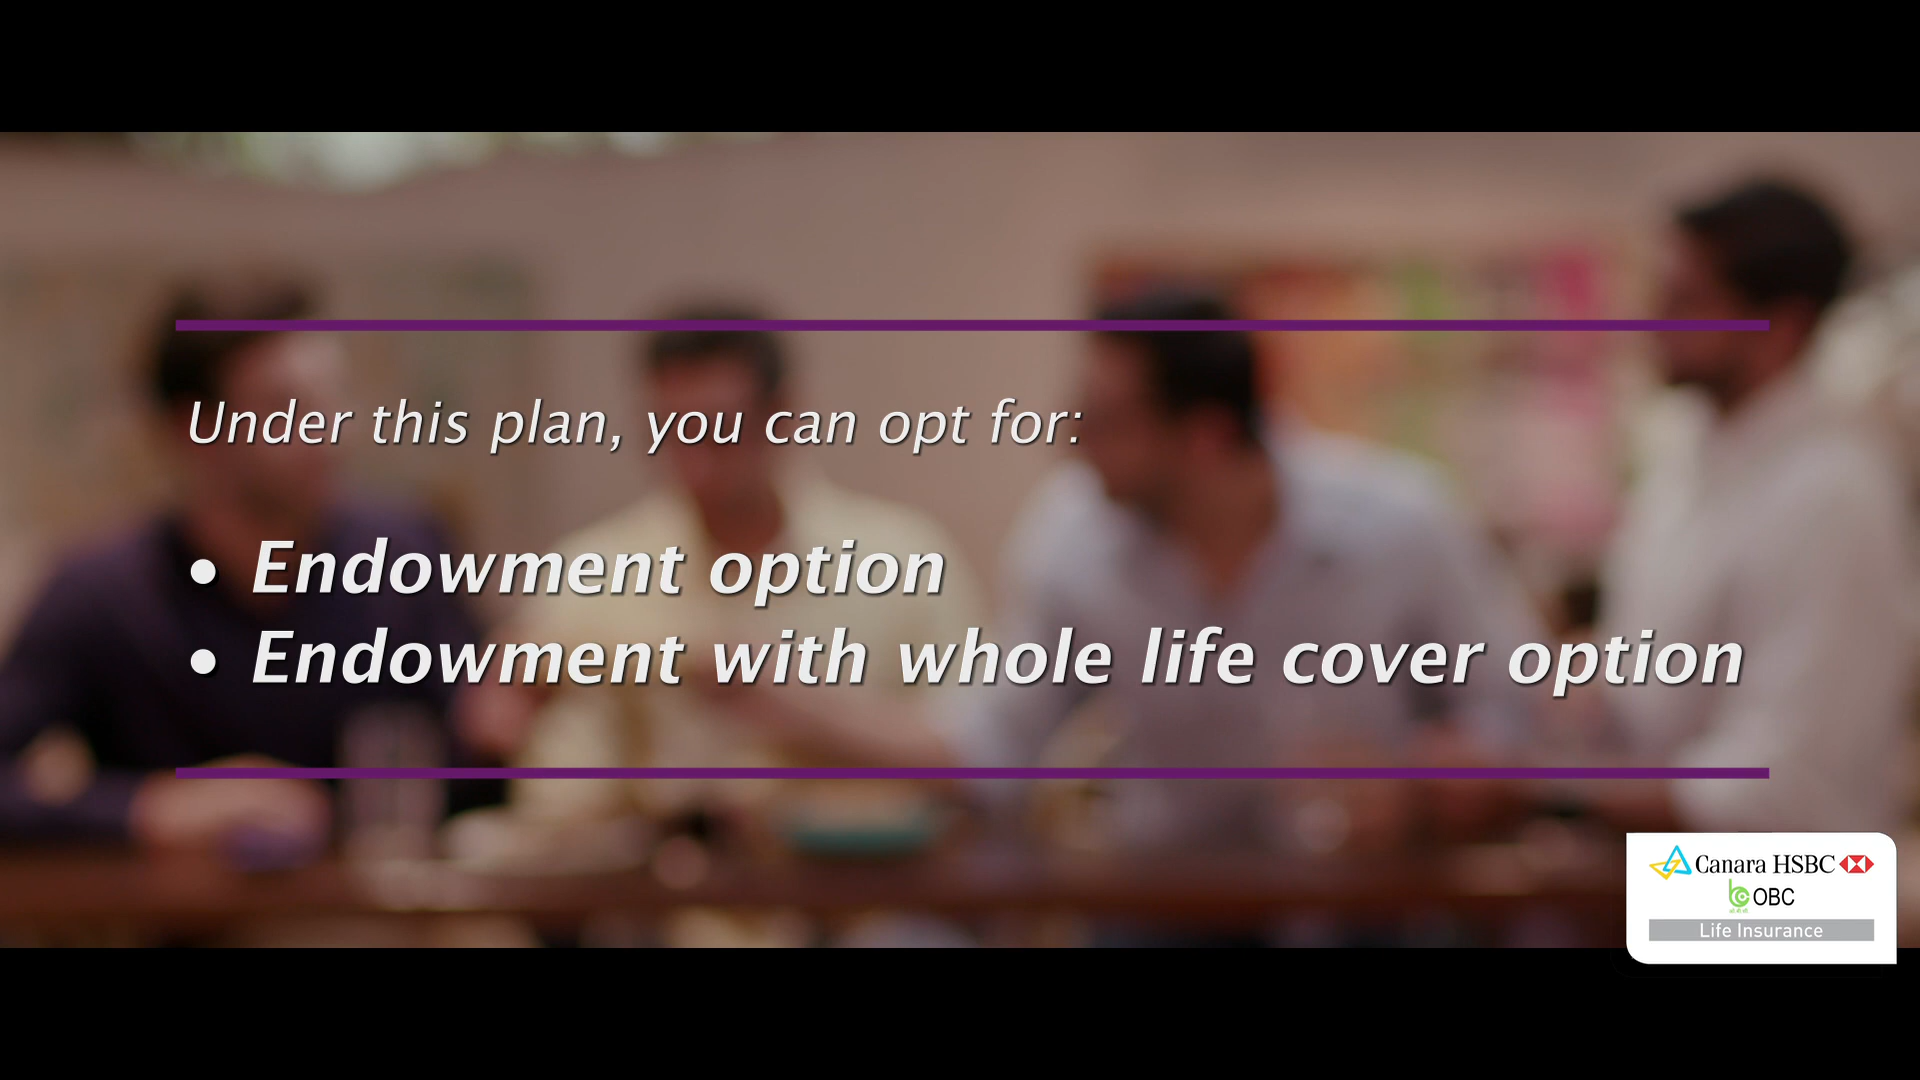 Under this plan, you can opt for:
• Endowment option
• Endowment with whole life cover option
Canara HSBC
OBC
Life Insurance